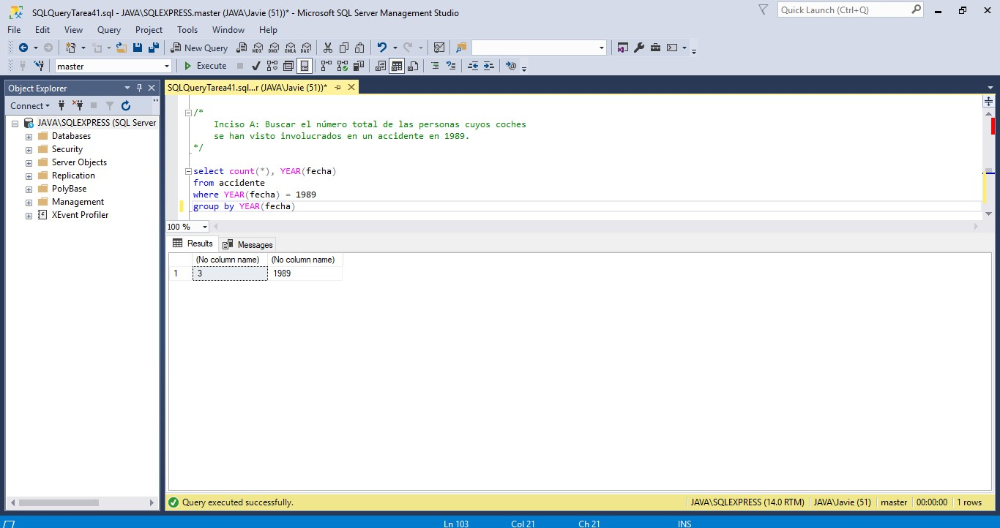 SQLQueryTarea41.sql - JAVA\SQLEXPRESS.master (JAVA\Javie (51))* - Microsoft SQL Server Management Studio
Quick Launch (Ctrl+Q)
File Edit View Query Project Tools Window Help
New Query MDX DMX XMLA DAX
master Execute
Object Explorer
SQLQueryTarea41.sql...r (JAVA\Javie (51))*
Connect
JAVA\SQLEXPRESS (SQL Server
Databases
Security
Server Objects
Replication
PolyBase
Management
XEvent Profiler
/*
Inciso A: Buscar el número total de las personas cuyos coches
se han visto involucrados en un accidente en 1989.
*/
select count(*), YEAR(fecha)
from accidente
where YEAR(fecha) = 1989
group by YEAR(fecha)
100 %
Results Messages
(No column name) (No column name)
1 3 1989
Query executed successfully.
JAVA\SQLEXPRESS (14.0 RTM) JAVA\Javie (51) master 00:00:00 1 rows
Ln 103 Col 21 Ch 21 INS